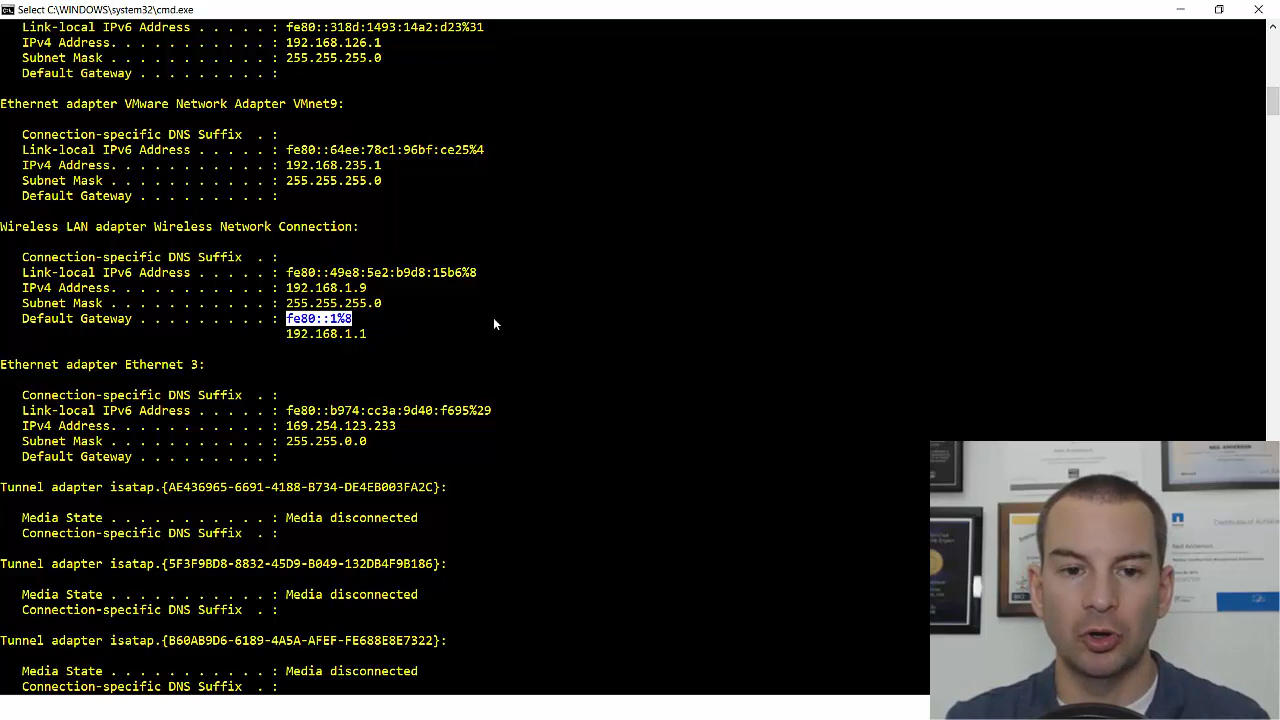 Select C:\WINDOWS\system32\cmd.exe
Link-local IPv6 Address . . . . . : fe80::318d:1493:14a2:d23%31
IPv4 Address. . . . . . . . . . . : 192.168.126.1
Subnet Mask . . . . . . . . . . . : 255.255.255.0
Default Gateway . . . . . . . . . :
Ethernet adapter VMware Network Adapter VMnet9:
Connection-specific DNS Suffix  . :
Link-local IPv6 Address . . . . . : fe80::64ee:78c1:96bf:ce25%4
IPv4 Address. . . . . . . . . . . : 192.168.235.1
Subnet Mask . . . . . . . . . . . : 255.255.255.0
Default Gateway . . . . . . . . . :
Wireless LAN adapter Wireless Network Connection:
Connection-specific DNS Suffix  . :
Link-local IPv6 Address . . . . . : fe80::49e8:5e2:b9d8:15b6%8
IPv4 Address. . . . . . . . . . . : 192.168.1.9
Subnet Mask . . . . . . . . . . . : 255.255.255.0
Default Gateway . . . . . . . . . : fe80::1%8
192.168.1.1
Ethernet adapter Ethernet 3:
Connection-specific DNS Suffix  . :
Link-local IPv6 Address . . . . . : fe80::b974:cc3a:9d40:f695%29
IPv4 Address. . . . . . . . . . . : 169.254.123.233
Subnet Mask . . . . . . . . . . . : 255.255.0.0
Default Gateway . . . . . . . . . :
Tunnel adapter isatap.{AE436965-6691-4188-B734-DE4EB003FA2C}:
Media State . . . . . . . . . . . : Media disconnected
Connection-specific DNS Suffix  . :
Tunnel adapter isatap.{5F3F9BD8-8832-45D9-B049-132DB4F9B186}:
Media State . . . . . . . . . . . : Media disconnected
Connection-specific DNS Suffix  . :
Tunnel adapter isatap.{B60AB9D6-6189-4A5A-AFEF-FE688E8E7322}:
Media State . . . . . . . . . . . : Media disconnected
Connection-specific DNS Suffix  . :
NEIL ANDERSON
Neil Anderson